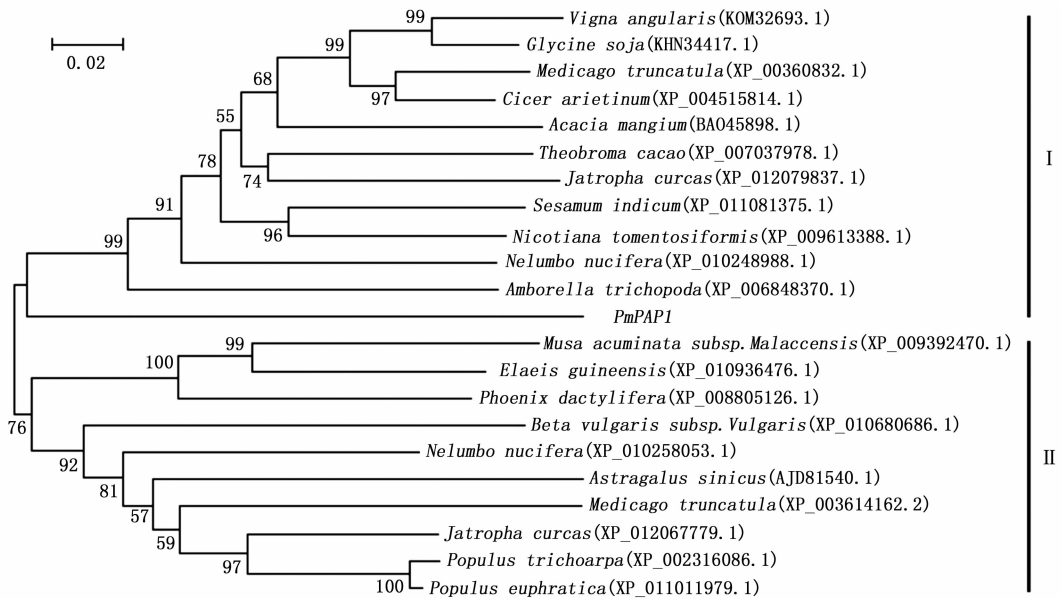 99
Vigna angularis(KOM32693.1)
Glycine soja(KHN34417.1)
0.02
99
Medicago truncatula(XP_00360832.1)
68
97
Cicer arietinum(XP_004515814.1)
55
Acacia mangium(BAO45898.1)
Theobroma cacao(XP_007037978.1)
78
74
Jatropha curcas(XP_012079837.1)
I
91
Sesamum indicum(XP_011081375.1)
96
Nicotiana tomentosiformis(XP_009613388.1)
99
Nelumbo nucifera(XP_010248988.1)
Amborella trichopoda(XP_006848370.1)
PmPAP1
99
Musa acuminata subsp.Malaccensis(XP_009392470.1)
100
Elaeis guineensis(XP_010936476.1)
Phoenix dactylifera(XP_008805126.1)
76
Beta vulgaris subsp.Vulgaris(XP_010680686.1)
92
Nelumbo nucifera(XP_010258053.1)
II
81
Astragalus sinicus(AJD81540.1)
57
Medicago truncatula(XP_003614162.2)
59
Jatropha curcas(XP_012067779.1)
97
Populus trichoarpa(XP_002316086.1)
100
Populus euphratica(XP_011011979.1)